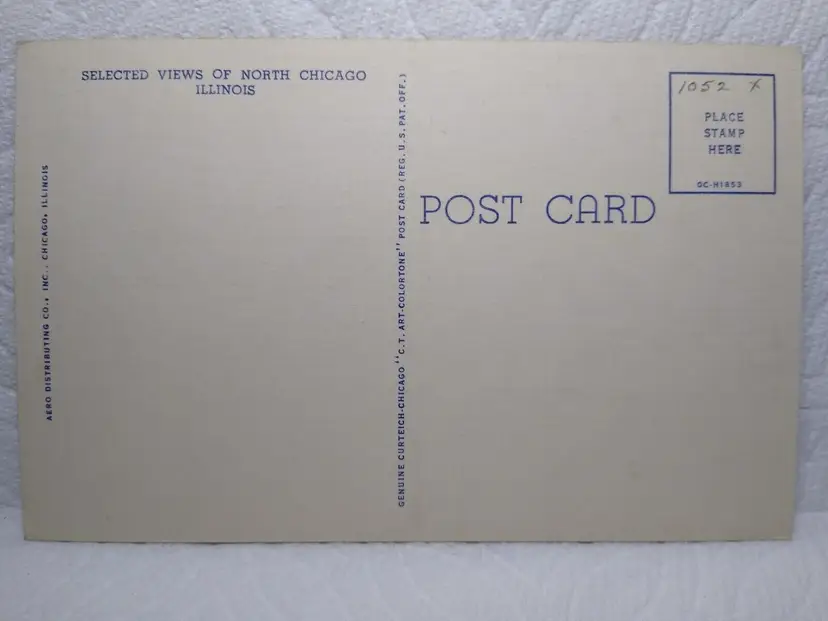 SELECTED VIEWS OF NORTH CHICAGO
ILLINOIS
AERO DISTRIBUTING CO., INC., CHICAGO, ILLINOIS
GENUINE CURTEICH-CHICAGO "C.T. ART-COLORTONE" POST CARD (REG. U.S. PAT. OFF.)
POST CARD
1052 X
PLACE
STAMP
HERE
OC-H1853